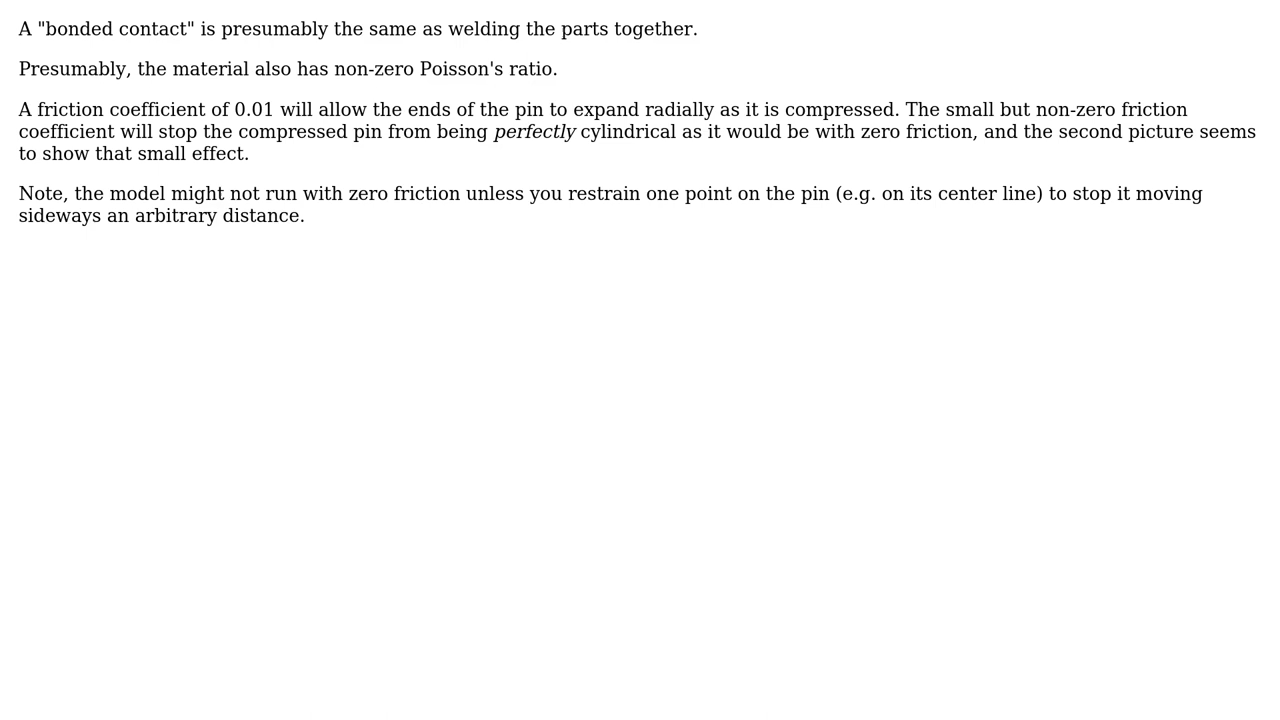 A "bonded contact" is presumably the same as welding the parts together.
Presumably, the material also has non-zero Poisson's ratio.
A friction coefficient of 0.01 will allow the ends of the pin to expand radially as it is compressed. The small but non-zero friction
coefficient will stop the compressed pin from being perfectly cylindrical as it would be with zero friction, and the second picture seems
to show that small effect.
Note, the model might not run with zero friction unless you restrain one point on the pin (e.g. on its center line) to stop it moving
sideways an arbitrary distance.